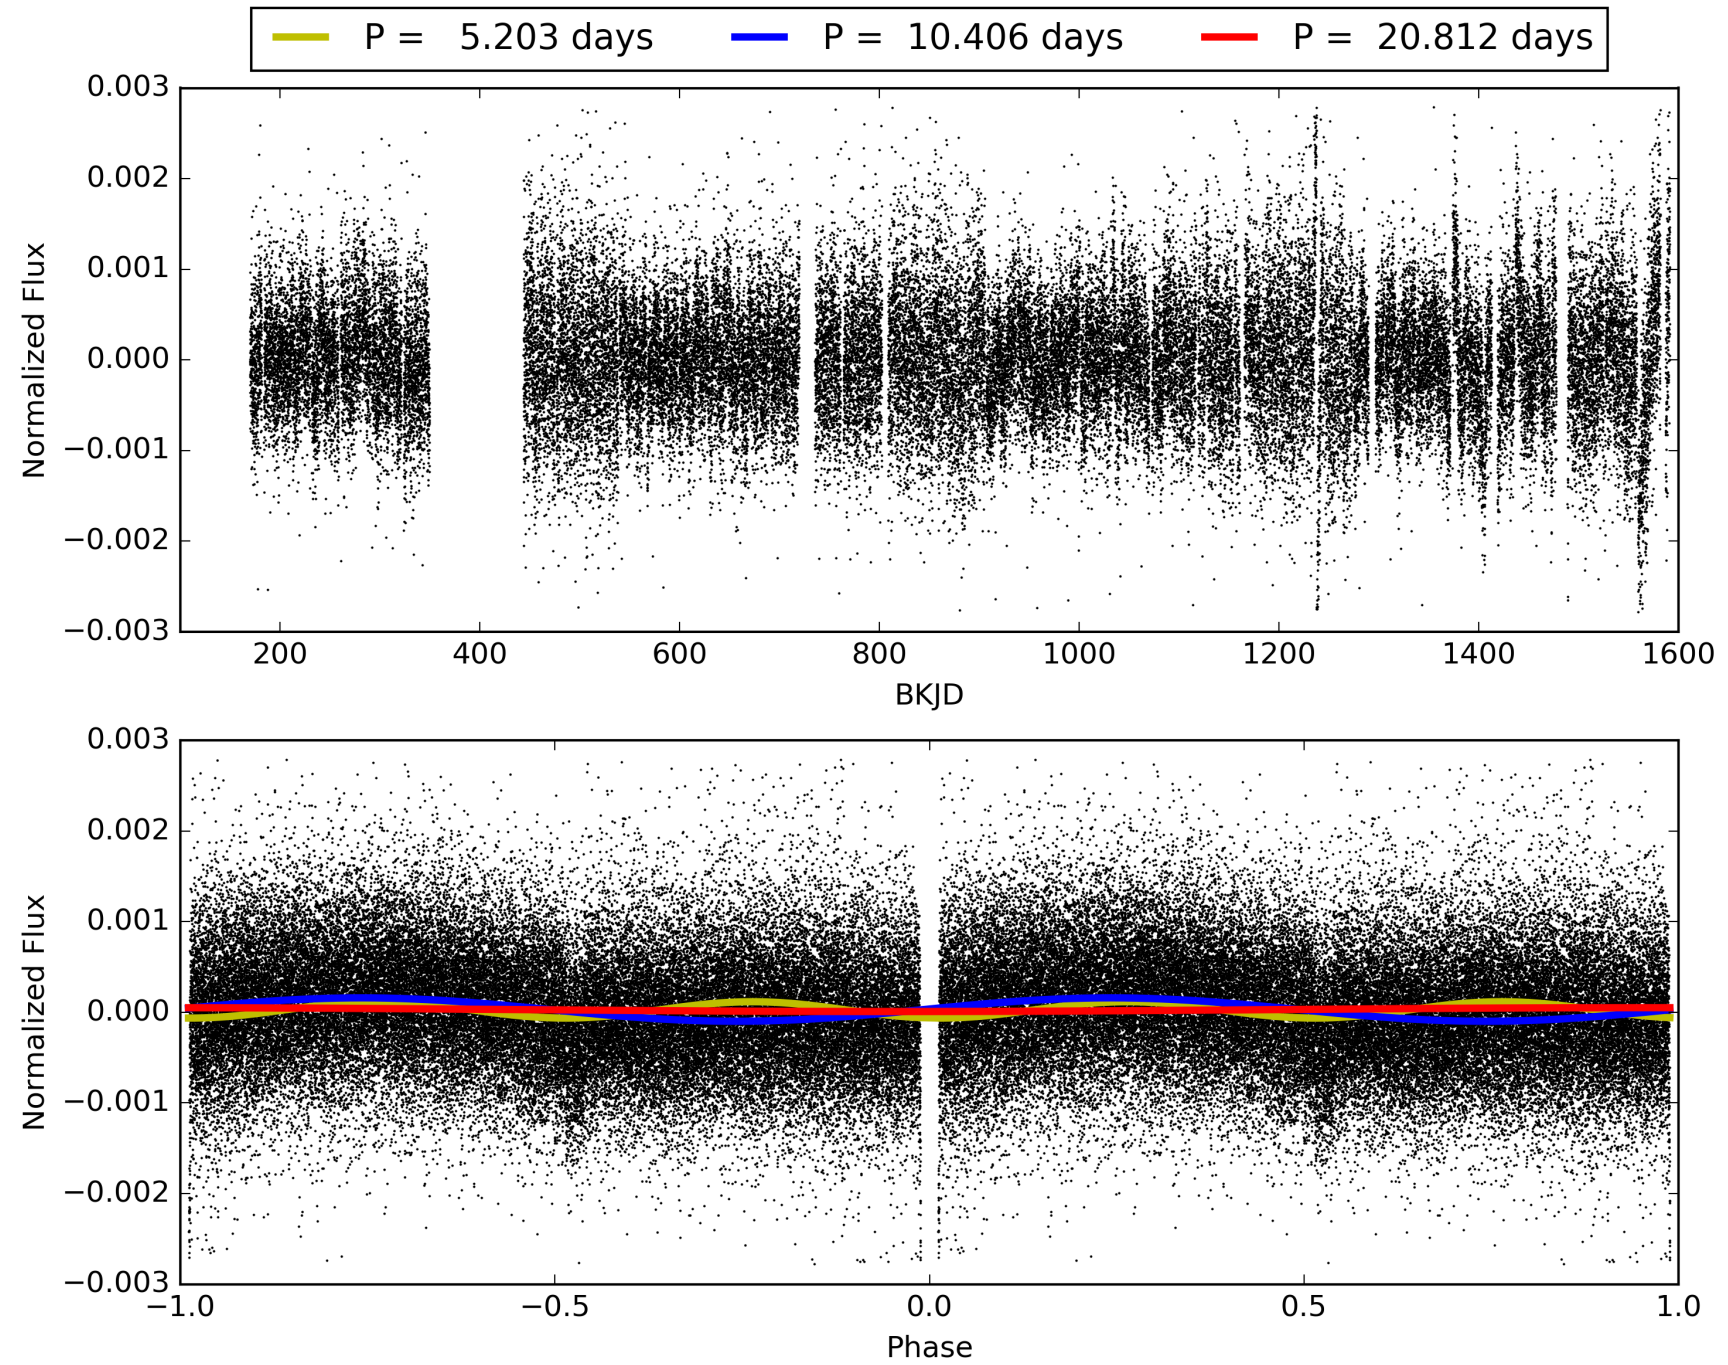 P = 5.203 days P = 10.406 days P = 20.812 days
0.003
0.002
0.001
0.000
−0.001
−0.002
−0.003
Normalized Flux
200 400 600 800 1000 1200 1400 1600
BKJD
0.003
0.002
0.001
0.000
−0.001
−0.002
−0.003
Normalized Flux
−1.0 −0.5 0.0 0.5 1.0
Phase